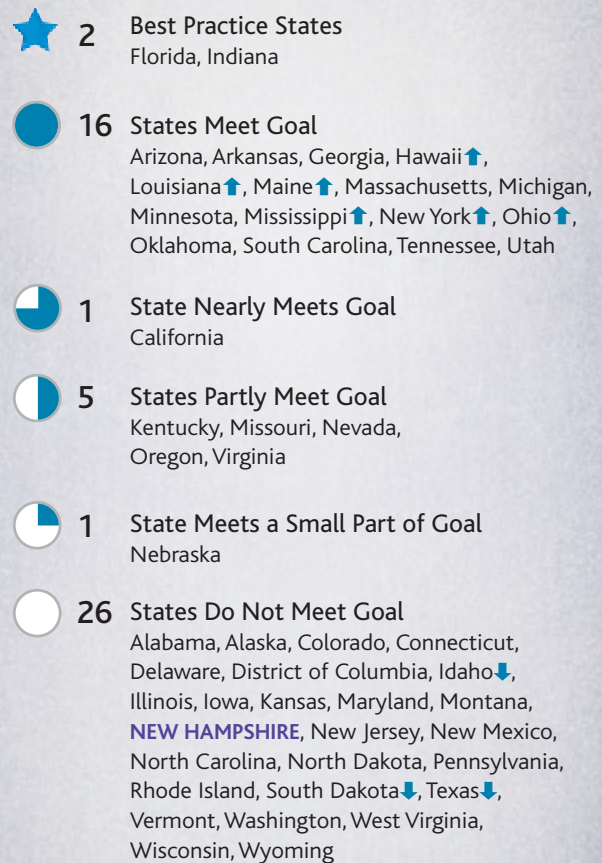 2 Best Practice States
Florida, Indiana
16 States Meet Goal
Arizona, Arkansas, Georgia, Hawaii⬆,
Louisiana⬆, Maine⬆, Massachusetts, Michigan,
Minnesota, Mississippi⬆, New York⬆, Ohio⬆,
Oklahoma, South Carolina, Tennessee, Utah
1 State Nearly Meets Goal
California
5 States Partly Meet Goal
Kentucky, Missouri, Nevada,
Oregon, Virginia
1 State Meets a Small Part of Goal
Nebraska
26 States Do Not Meet Goal
Alabama, Alaska, Colorado, Connecticut,
Delaware, District of Columbia, Idaho⬇,
Illinois, Iowa, Kansas, Maryland, Montana,
NEW HAMPSHIRE, New Jersey, New Mexico,
North Carolina, North Dakota, Pennsylvania,
Rhode Island, South Dakota⬇, Texas⬇,
Vermont, Washington, West Virginia,
Wisconsin, Wyoming